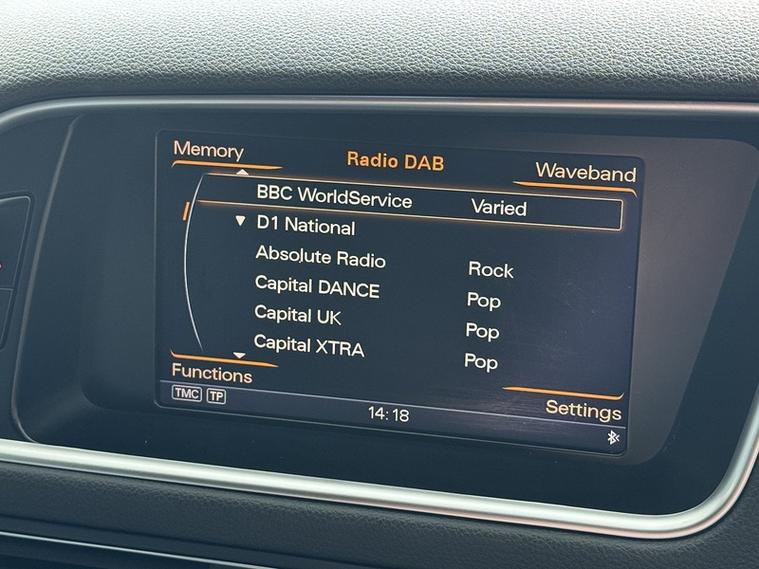 Memory Radio DAB Waveband
BBC WorldService Varied
D1 National
Absolute Radio Rock
Capital DANCE Pop
Capital UK Pop
Capital XTRA Pop
Functions Settings
TMC TP 14:18